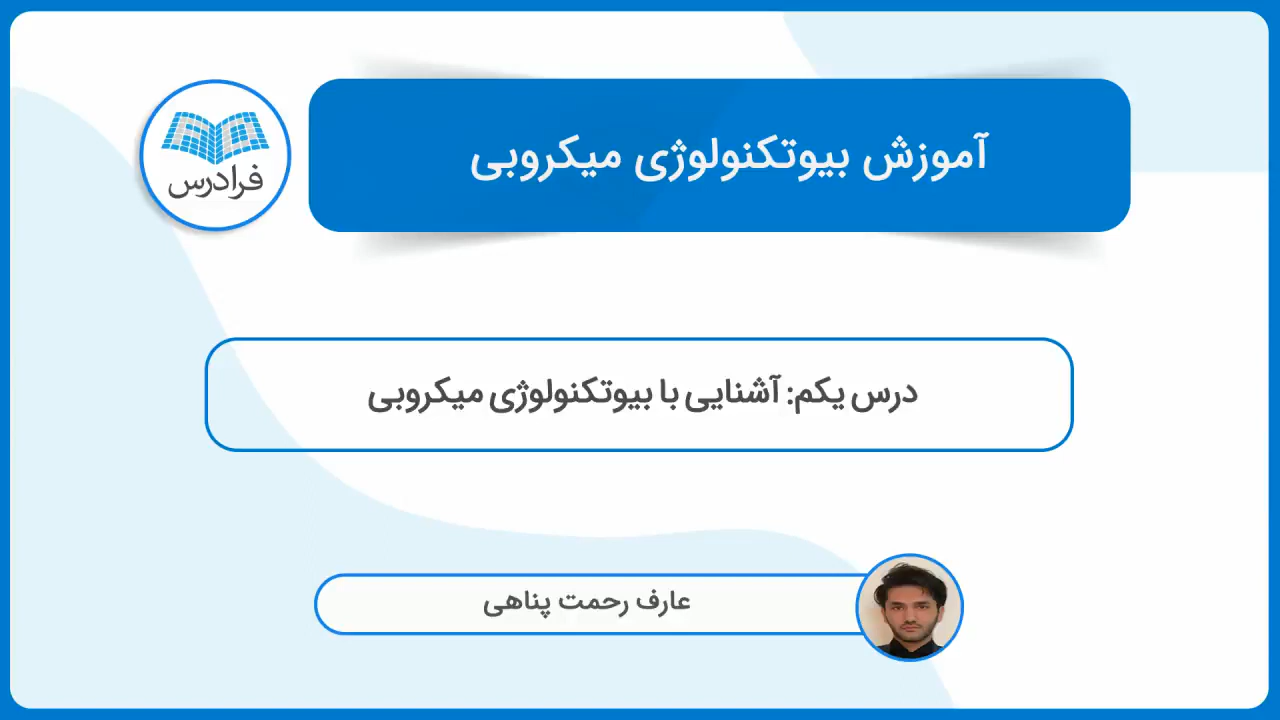 آموزش بیوتکنولوژی میکروبی
فرادرس
درس یکم: آشنایی با بیوتکنولوژی میکروبی
عارف رحمت پناهی